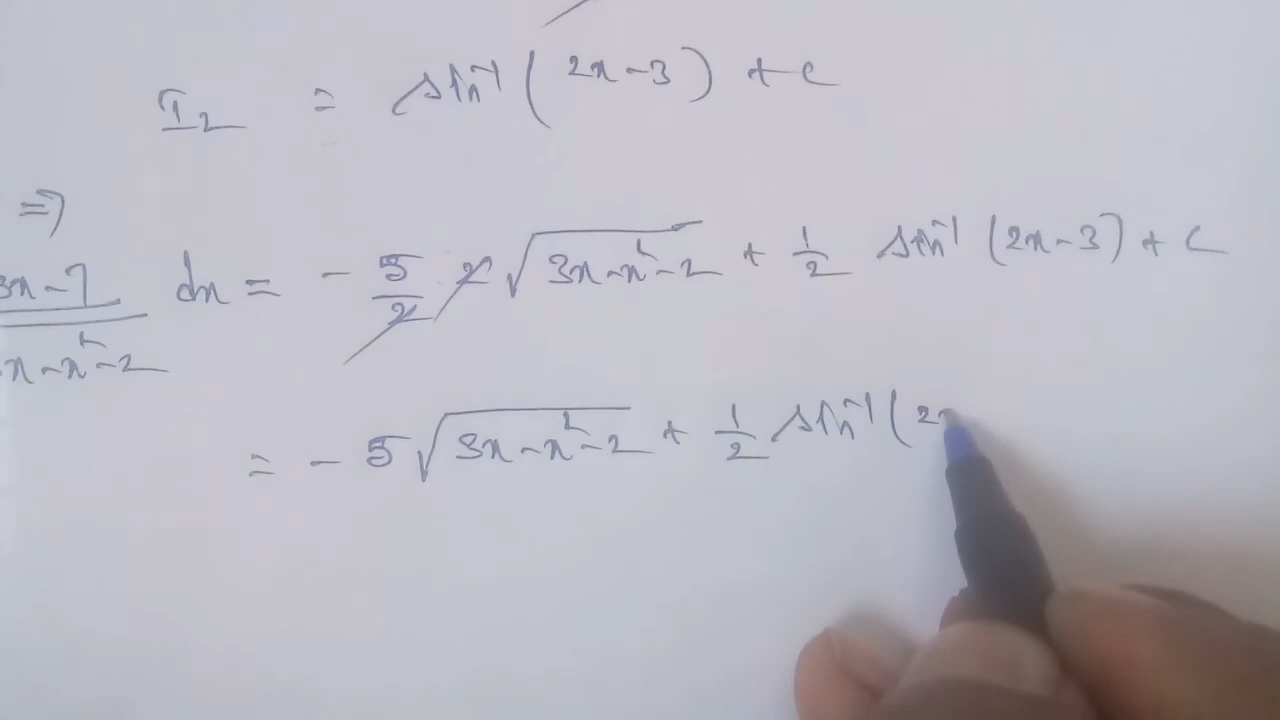 I₂ = sin⁻¹(2x-3) + c
⇒
3x-7
x-x²-2 dx = - 5/2 2√(3x-x²-2) + 1/2 sin⁻¹(2x-3) + c
= - 5√(3x-x²-2) + 1/2 sin⁻¹(2x